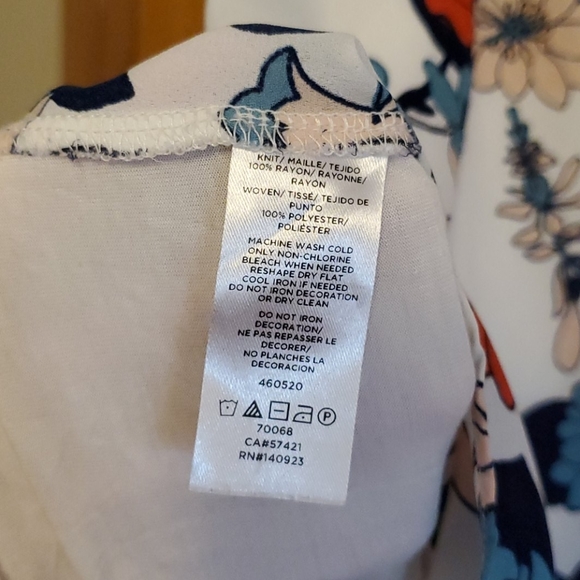 KNIT/ MAILLE/ TEJIDO
100% RAYON/ RAYONNE/
RAYÓN
WOVEN/ TISSÉ/ TEJIDO DE
PUNTO
100% POLYESTER/
POLIÉSTER
MACHINE WASH COLD
ONLY NON-CHLORINE
BLEACH WHEN NEEDED
RESHAPE DRY FLAT
COOL IRON IF NEEDED
DO NOT IRON DECORATION
OR DRY CLEAN
DO NOT IRON
DECORATION/
NE PAS REPASSER LE
DECORER/
NO PLANCHES LA
DECORACIÓN
460520
P
70068
CA#57421
RN#140923